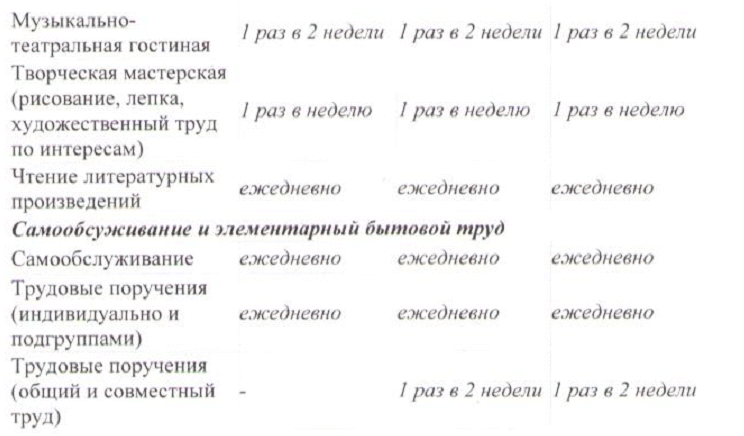 Музыкально-
театральная гостиная 1 раз в 2 недели 1 раз в 2 недели 1 раз в 2 недели
Творческая мастерская
(рисование, лепка,
художественный труд 1 раз в неделю 1 раз в неделю 1 раз в неделю
по интересам)
Чтение литературных
произведений ежедневно ежедневно ежедневно
Самообсуживание и элементарный бытовой труд
Самообслуживание ежедневно ежедневно ежедневно
Трудовые поручения
(индивидуально и ежедневно ежедневно ежедневно
подгруппами)
Трудовые поручения
(общий и совместный - 1 раз в 2 недели 1 раз в 2 недели
труд)